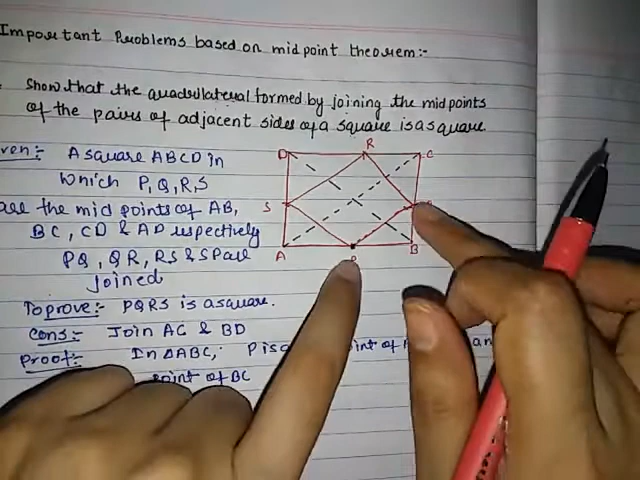 Important Problems based on midpoint theorem:-
Show that the quadrilateral formed by joining the midpoints
of the pairs of adjacent sides of a square is a square.
ven:- A square ABCD in
which P,Q,R,S
are the mid points of AB,
BC, CD & AD respectively
PQ, QR, RS & SP are
joined
To prove:- PQRS is a square.
Cons:- Join AC & BD
Proof:- In ΔABC, P is
point of BC
D
R
C
S
A
P
B